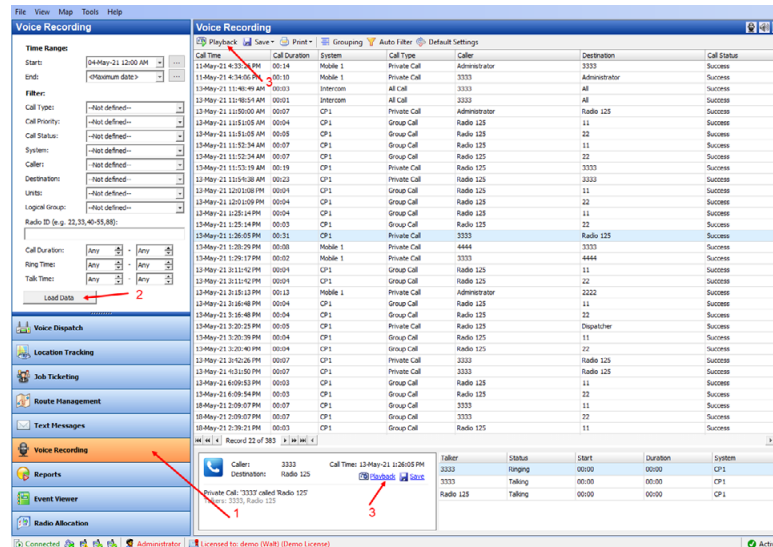 File View Map Tools Help
Voice Recording
Time Range:
Start: 04-May-21 12:00 AM ...
End: <Maximum date> ...
Filter:
Call Type: --Not defined--
Call Priority: --Not defined--
Call Status: --Not defined--
System: --Not defined--
Caller: --Not defined--
Destination: --Not defined--
Units: --Not defined--
Logical Group: --Not defined--
Radio ID (e.g. 22,33,40-55,88):
Call Duration: Any - Any
Ring Time: Any - Any
Talk Time: Any - Any
Load Data 2
Voice Dispatch
Location Tracking
Job Ticketing
Route Management
Text Messages
Voice Recording
Reports
1
Event Viewer
Radio Allocation
Voice Recording
Playback Save Print Grouping Auto Filter Default Settings
3
Call Time Call Duration System Call Type Caller Destination Call Status
11-May-21 4:33:26 PM 00:14 Mobile 1 Private Call Administrator 3333 Success
11-May-21 4:34:06 PM 00:10 Mobile 1 Private Call 3333 Administrator Success
13-May-21 11:48:49 AM 00:03 Intercom All Call 3333 All Success
13-May-21 11:48:54 AM 00:01 Intercom All Call 3333 All Success
13-May-21 11:50:00 AM 00:07 CP1 Private Call Administrator Radio 125 Success
13-May-21 11:51:05 AM 00:04 CP1 Group Call Radio 125 11 Success
13-May-21 11:51:05 AM 00:05 CP1 Group Call Radio 125 22 Success
13-May-21 11:52:34 AM 00:07 CP1 Group Call Radio 125 11 Success
13-May-21 11:52:34 AM 00:07 CP1 Group Call Radio 125 22 Success
13-May-21 11:53:19 AM 00:19 CP1 Private Call Radio 125 3333 Success
13-May-21 11:54:38 AM 00:23 CP1 Private Call Radio 125 3333 Success
13-May-21 12:01:08 PM 00:04 CP1 Group Call Radio 125 11 Success
13-May-21 12:01:09 PM 00:04 CP1 Group Call Radio 125 22 Success
13-May-21 1:25:14 PM 00:04 CP1 Group Call Radio 125 11 Success
13-May-21 1:25:14 PM 00:03 CP1 Group Call Radio 125 22 Success
13-May-21 1:26:05 PM 00:31 CP1 Private Call 3333 Radio 125 Success
13-May-21 1:28:29 PM 00:08 Mobile 1 Private Call 4444 3333 Success
13-May-21 1:29:17 PM 00:02 Mobile 1 Private Call 3333 4444 Success
13-May-21 3:11:42 PM 00:04 CP1 Group Call Radio 125 11 Success
13-May-21 3:11:42 PM 00:04 CP1 Group Call Radio 125 22 Success
13-May-21 3:15:13 PM 00:13 Mobile 1 Private Call Administrator 2222 Success
13-May-21 3:16:48 PM 00:04 CP1 Group Call Radio 125 11 Success
13-May-21 3:16:48 PM 00:04 CP1 Group Call Radio 125 22 Success
13-May-21 3:20:25 PM 00:05 CP1 Private Call Radio 125 Dispatcher Success
13-May-21 3:20:39 PM 00:04 CP1 Group Call Radio 125 11 Success
13-May-21 3:20:40 PM 00:04 CP1 Group Call Radio 125 22 Success
13-May-21 3:42:26 PM 00:07 CP1 Private Call 3333 Radio 125 Success
13-May-21 4:31:50 PM 00:07 CP1 Private Call 3333 Radio 125 Success
13-May-21 6:09:53 PM 00:03 CP1 Group Call Radio 125 11 Success
13-May-21 6:09:54 PM 00:03 CP1 Group Call Radio 125 22 Success
18-May-21 2:09:07 PM 00:07 CP1 Group Call 3333 11 Success
18-May-21 2:09:07 PM 00:07 CP1 Group Call 3333 22 Success
18-May-21 2:39:21 PM 00:03 CP1 Group Call Radio 125 11 Success
Record 22 of 383
Caller: 3333 Call Time: 13-May-21 1:26:05 PM
Destination: Radio 125 Playback Save
Private Call: '3333' called 'Radio 125'
Talkers: 3333, Radio 125
3
Talker Status Start Duration System
3333 Ringing 00:00 00:00 CP1
3333 Talking 00:00 00:00 CP1
Radio 125 Talking 00:00 00:00 CP1
Connected Administrator Licensed to: demo (Walt) (Demo License) Acti